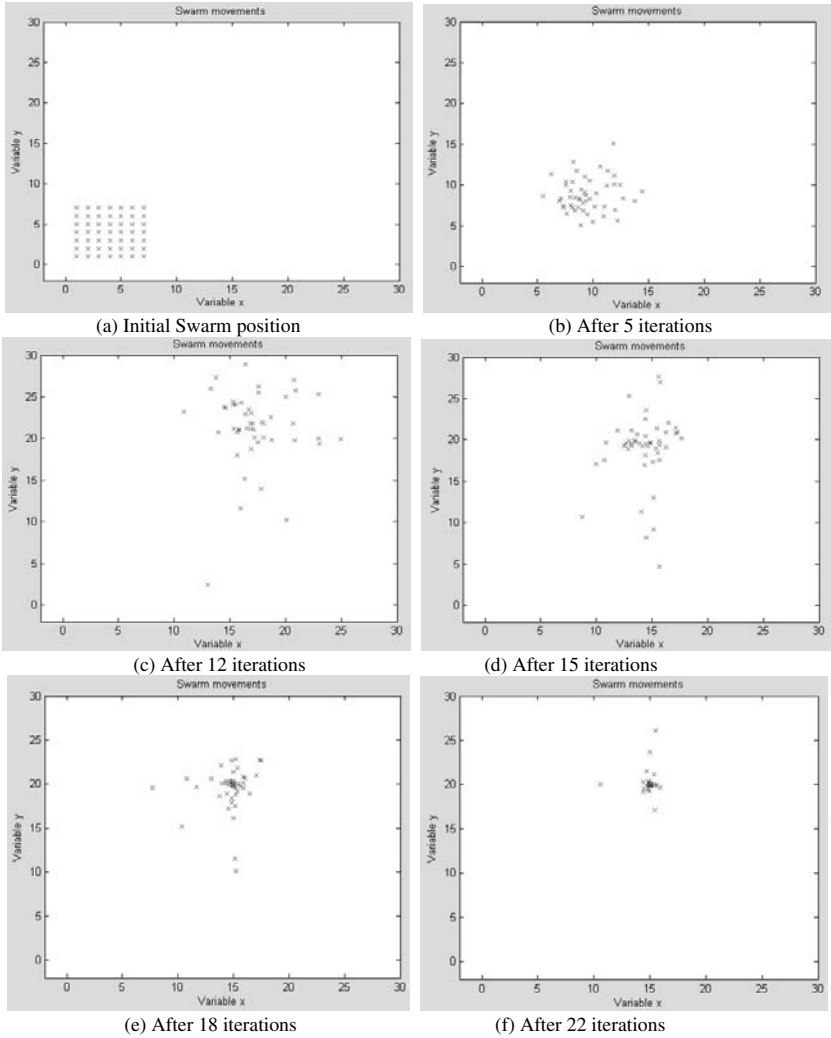 Swarm movements
30
25
20
15
10
5
0
Variable y
0 5 10 15 20 25 30
Variable x
(a) Initial Swarm position
Swarm movements
30
25
20
15
10
5
0
Variable y
0 5 10 15 20 25 30
Variable x
(b) After 5 iterations
Swarm movements
30
25
20
15
10
5
0
Variable y
0 5 10 15 20 25 30
Variable x
(c) After 12 iterations
Swarm movements
30
25
20
15
10
5
0
Variable y
0 5 10 15 20 25 30
Variable x
(d) After 15 iterations
Swarm movements
30
25
20
15
10
5
0
Variable y
0 5 10 15 20 25 30
Variable x
(e) After 18 iterations
Swarm movements
30
25
20
15
10
5
0
Variable y
0 5 10 15 20 25 30
Variable x
(f) After 22 iterations